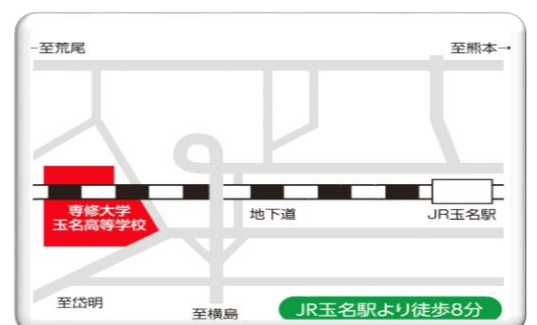 ←至荒尾
至熊本→
専修大学
玉名高等学校
地下道
JR玉名駅
至岱明
至横島
JR玉名駅より徒歩8分